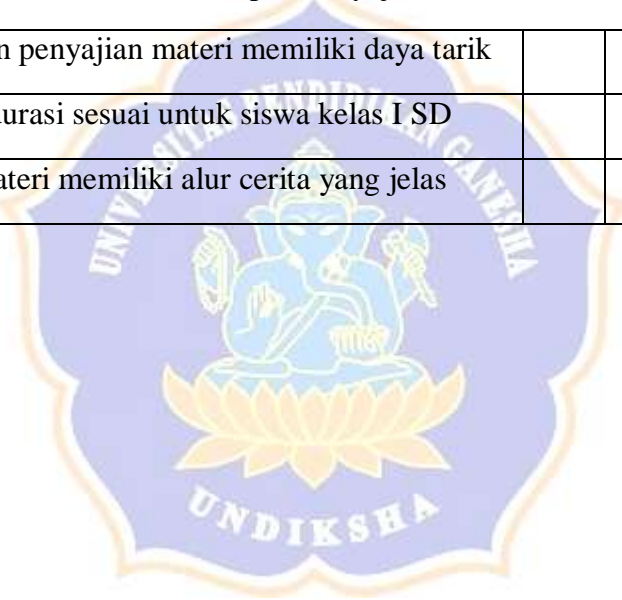 n penyajian materi memiliki daya tarik
durasi sesuai untuk siswa kelas I SD
ateri memiliki alur cerita yang jelas
UNIVERSITAS PENDIDIKAN GANESHA
UNDIKSHA